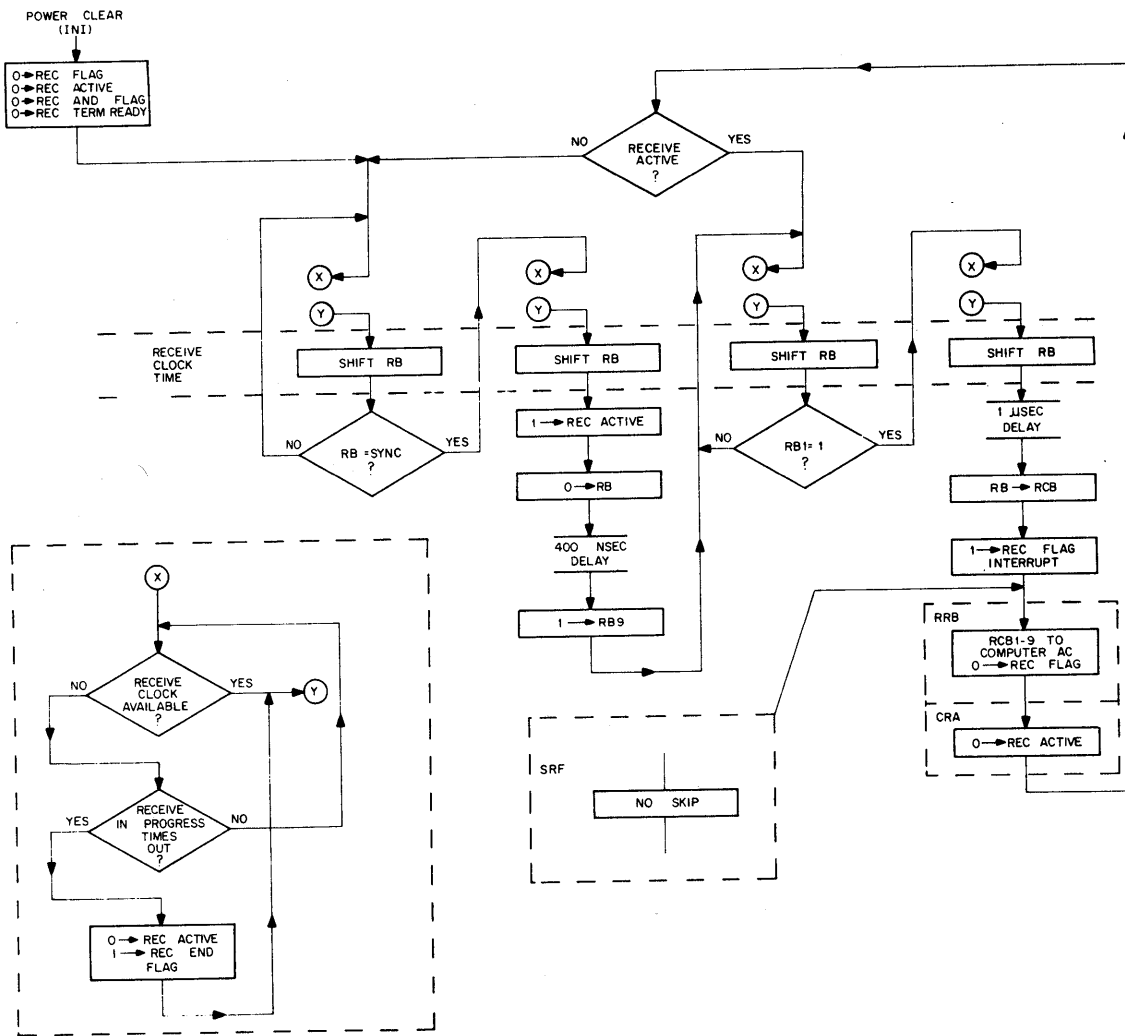 POWER CLEAR
(INI)
0→REC FLAG
0→REC ACTIVE
0→REC AND FLAG
0→REC TERM READY
NO
RECEIVE
ACTIVE
?
YES
X
Y
X
Y
X
Y
X
Y
RECEIVE
CLOCK
TIME
SHIFT RB
SHIFT RB
SHIFT RB
SHIFT RB
NO
RB =SYNC
?
YES
1→REC ACTIVE
0→RB
400 NSEC
DELAY
1→RB9
NO
RB1= 1
?
YES
1 µSEC
DELAY
RB→RCB
1→REC FLAG
INTERRUPT
RRB
RCB1-9 TO
COMPUTER AC
0→REC FLAG
CRA
0→REC ACTIVE
SRF
NO SKIP
X
NO
RECEIVE
CLOCK
AVAILABLE
?
YES
Y
YES
RECEIVE
IN PROGRESS
TIMES
OUT
?
NO
0→REC ACTIVE
1→REC END
FLAG